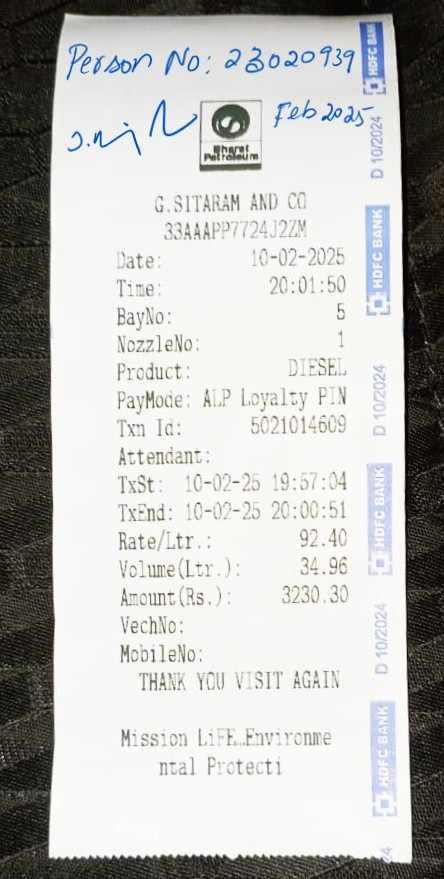 Person No: 23020939
Feb 2025
Bharat
Petroleum
G.SITARAM AND CO
33AAAPP7724J2ZM
Date: 10-02-2025
Time: 20:01:50
BayNo: 5
NozzleNo: 1
Product: DIESEL
PayMode: ALP Loyalty PIN
Txn Id: 5021014609
Attendant:
TxSt: 10-02-25 19:57:04
TxEnd: 10-02-25 20:00:51
Rate/Ltr.: 92.40
Volume(Ltr.): 34.96
Amount(Rs.): 3230.30
VechNo:
MobileNo:
THANK YOU VISIT AGAIN
Mission LiFE…Environme
ntal Protecti
HDFC BANK
D 10/2024
HDFC BANK
D 10/2024
HDFC BANK
D 10/2024
HDFC BANK
24